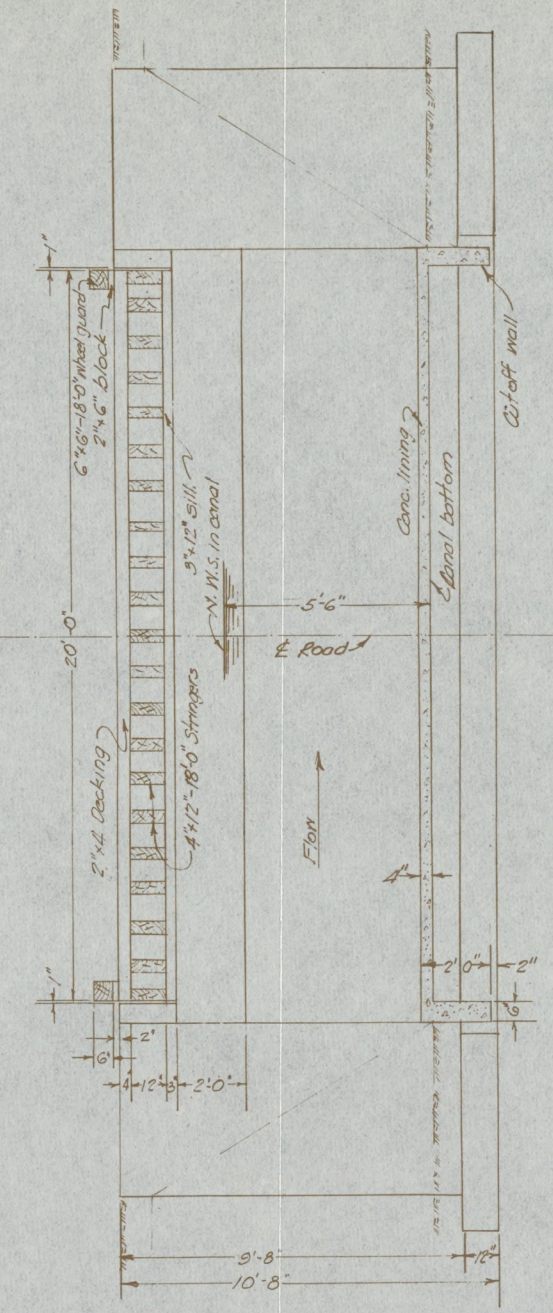 1"
6"x6"-18'-0" wheel guard
2"x6" block
20'-0"
2"x4 Decking
3"x12" Sill
N. W.S. in canal
4"x12"-18'-0" Stringers
5'-6"
℄ Road
Flow
Conc. lining
℄ Canal bottom
Cutoff wall
4"
2'0"
2"
6"
1"
2"
6"
4"
12"
3"
2'-0"
9'-8"
12"
10'-8"